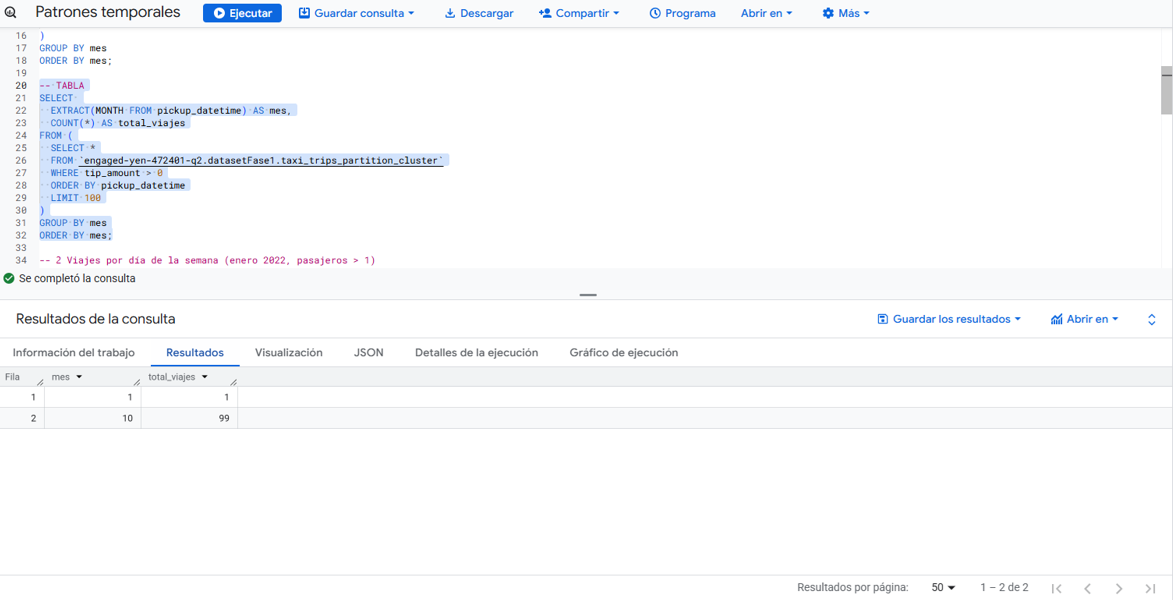 Patrones temporales Ejecutar Guardar consulta Descargar Compartir Programa Abrir en Más
16 )
17 GROUP BY mes
18 ORDER BY mes;
19
20 -- TABLA
21 SELECT
22 EXTRACT(MONTH FROM pickup_datetime) AS mes,
23 COUNT(*) AS total_viajes
24 FROM (
25 SELECT *
26 FROM `engaged-yen-472401-q2.datasetFase1.taxi_trips_partition_cluster`
27 WHERE tip_amount > 0
28 ORDER BY pickup_datetime
29 LIMIT 100
30 )
31 GROUP BY mes
32 ORDER BY mes;
33
34 -- 2 Viajes por día de la semana (enero 2022, pasajeros > 1)
Se completó la consulta
Resultados de la consulta Guardar los resultados Abrir en
Información del trabajo Resultados Visualización JSON Detalles de la ejecución Gráfico de ejecución
Fila mes total_viajes
1 1 1
2 10 99
Resultados por página: 50 1 – 2 de 2